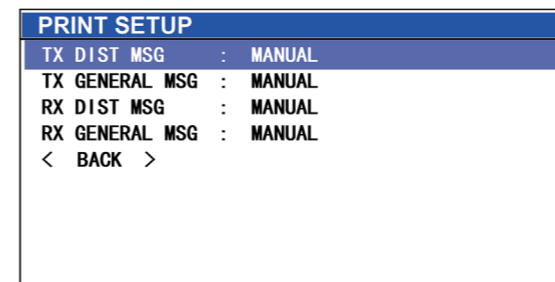 PRINT SETUP
TX DIST MSG : MANUAL
TX GENERAL MSG : MANUAL
RX DIST MSG : MANUAL
RX GENERAL MSG : MANUAL
< BACK >